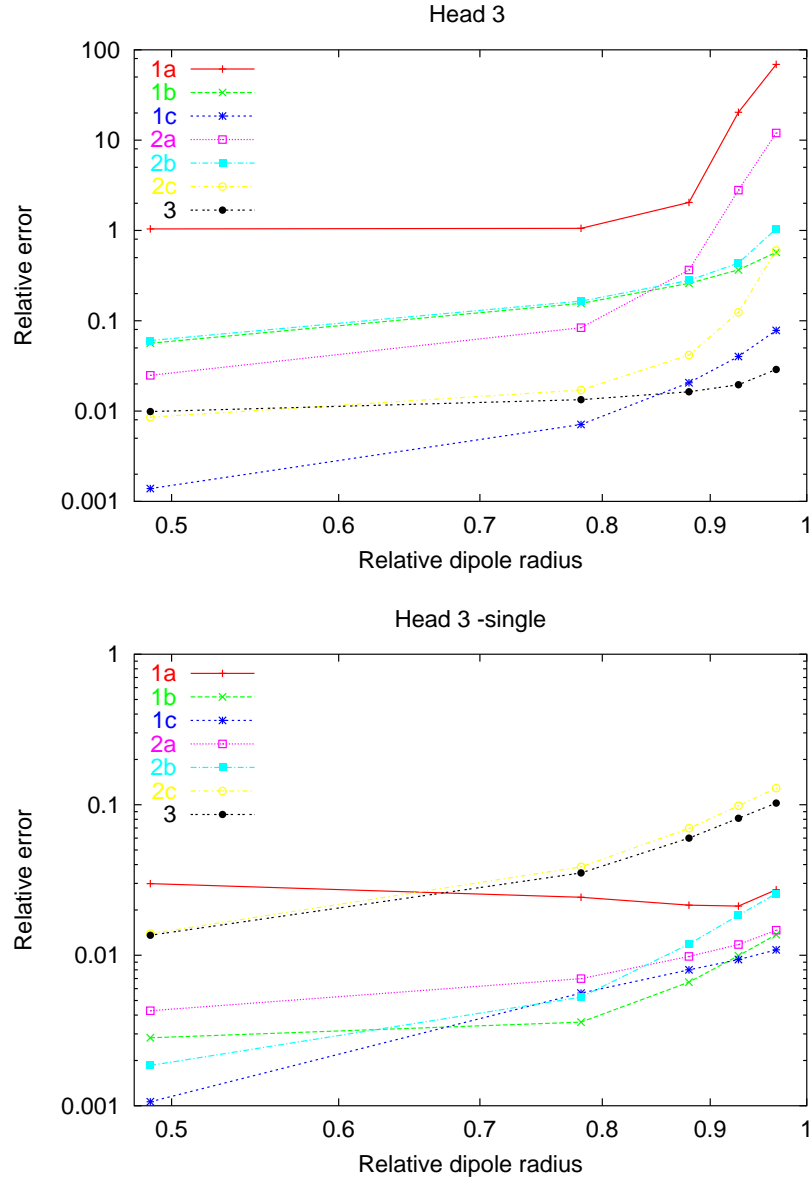 Head 3
100
10
1
0.1
0.01
0.001
Relative error
1a
1b
1c
2a
2b
2c
3
0.5 0.6 0.7 0.8 0.9 1
Relative dipole radius
Head 3 -single
1
0.1
0.01
0.001
Relative error
1a
1b
1c
2a
2b
2c
3
0.5 0.6 0.7 0.8 0.9 1
Relative dipole radius